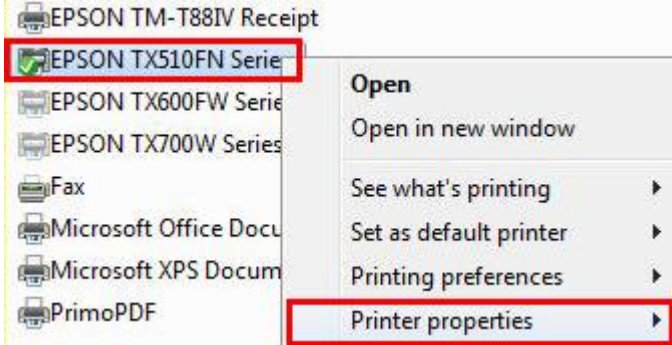 EPSON TM-T88IV Receipt
EPSON TX510FN Serie
EPSON TX600FW Serie
EPSON TX700W Series
Fax
Microsoft Office Docu
Microsoft XPS Docum
PrimoPDF
Open
Open in new window
See what's printing
Set as default printer
Printing preferences
Printer properties